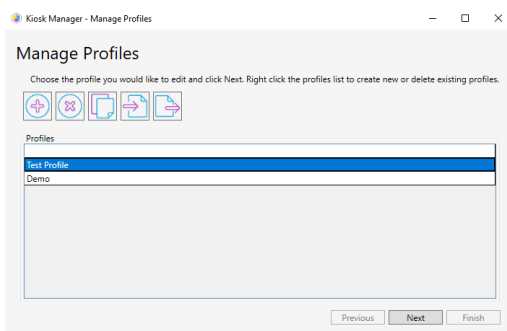 Kiosk Manager - Manage Profiles
Manage Profiles
Choose the profile you would like to edit and click Next. Right click the profiles list to create new or delete existing profiles.
Profiles
Test Profile
Demo
Previous Next Finish